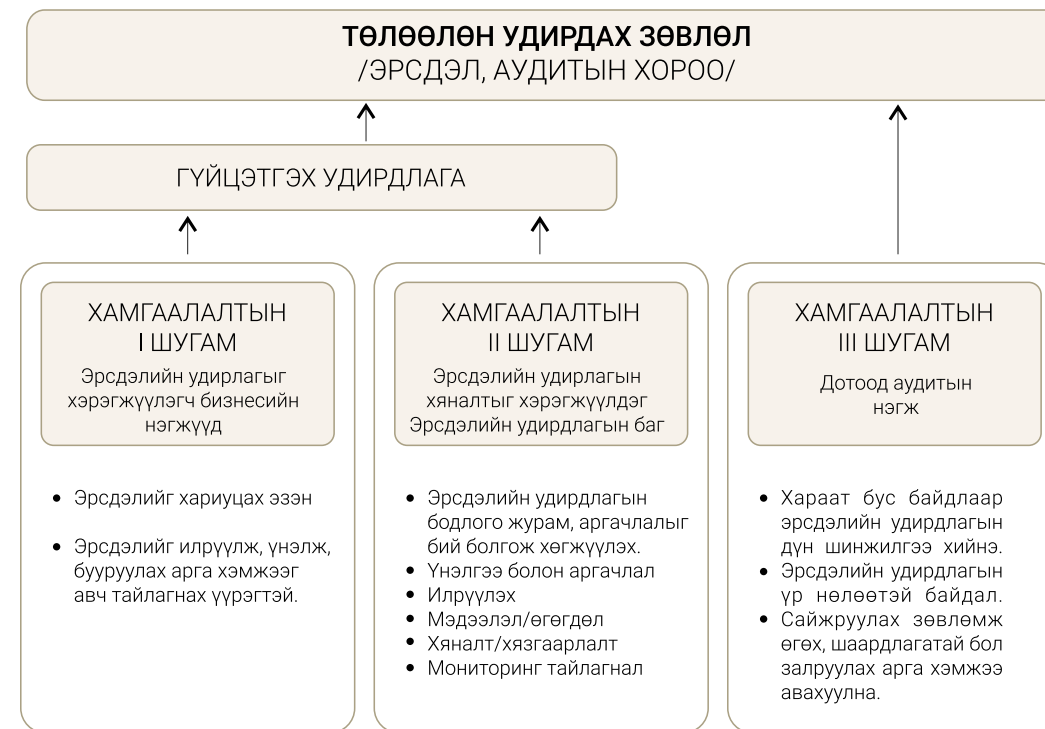 ТӨЛӨӨЛӨН УДИРДАХ ЗӨВЛӨЛ
/ЭРСДЭЛ, АУДИТЫН ХОРОО/
ГҮЙЦЭТГЭХ УДИРДЛАГА
ХАМГААЛАЛТЫН
I ШУГАМ
Эрсдэлийн удирлагыг
хэрэгжүүлэгч бизнесийн
нэгжүүд
• Эрсдэлийг хариуцах эзэн
• Эрсдэлийг илрүүлж, үнэлж,
бууруулах арга хэмжээг
авч тайлагнах үүрэгтэй.
ХАМГААЛАЛТЫН
II ШУГАМ
Эрсдэлийн удирлагын
хяналтыг хэрэгжүүлдэг
Эрсдэлийн удирдлагын баг
• Эрсдэлийн удирдлагын
бодлого журам, аргачлалыг
бий болгож хөгжүүлэх.
• Үнэлгээ болон аргачлал
• Илрүүлэх
• Мэдээлэл/өгөгдөл
• Хяналт/хязгаарлалт
• Мониторинг тайлагнал
ХАМГААЛАЛТЫН
III ШУГАМ
Дотоод аудитын
нэгж
• Хараат бус байдлаар
эрсдэлийн удирдлагын
дүн шинжилгээ хийнэ.
• Эрсдэлийн удирдлагын
үр нөлөөтэй байдал.
• Сайжруулах зөвлөмж
өгөх, шаардлагатай бол
залруулах арга хэмжээ
авахуулна.